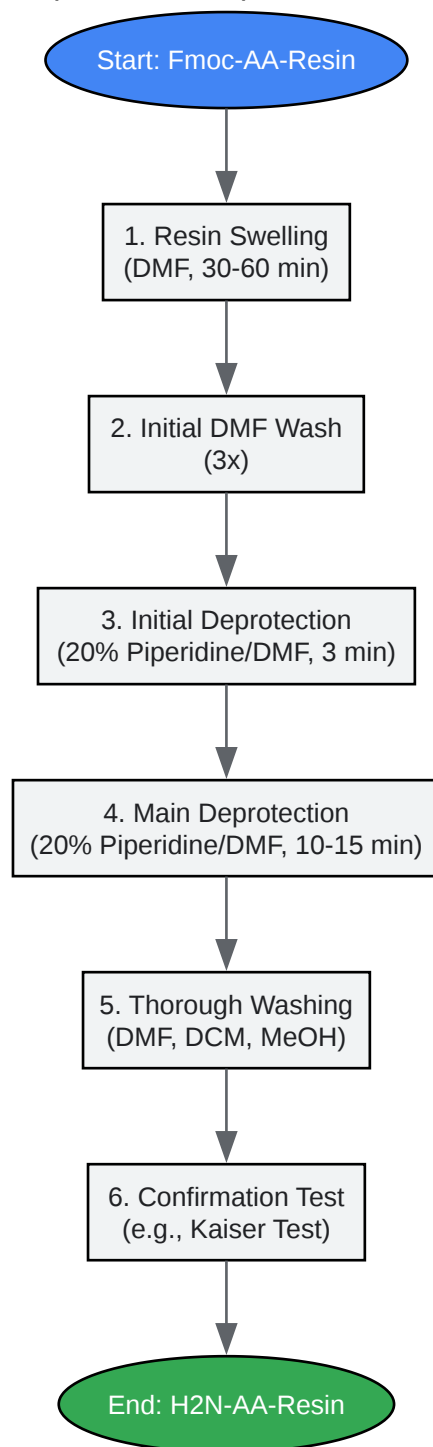 Start: Fmoc-AA-Resin
1. Resin Swelling
(DMF, 30-60 min)
2. Initial DMF Wash
(3x)
3. Initial Deprotection
(20% Piperidine/DMF, 3 min)
4. Main Deprotection
(20% Piperidine/DMF, 10-15 min)
5. Thorough Washing
(DMF, DCM, MeOH)
6. Confirmation Test
(e.g., Kaiser Test)
End: H2N-AA-Resin